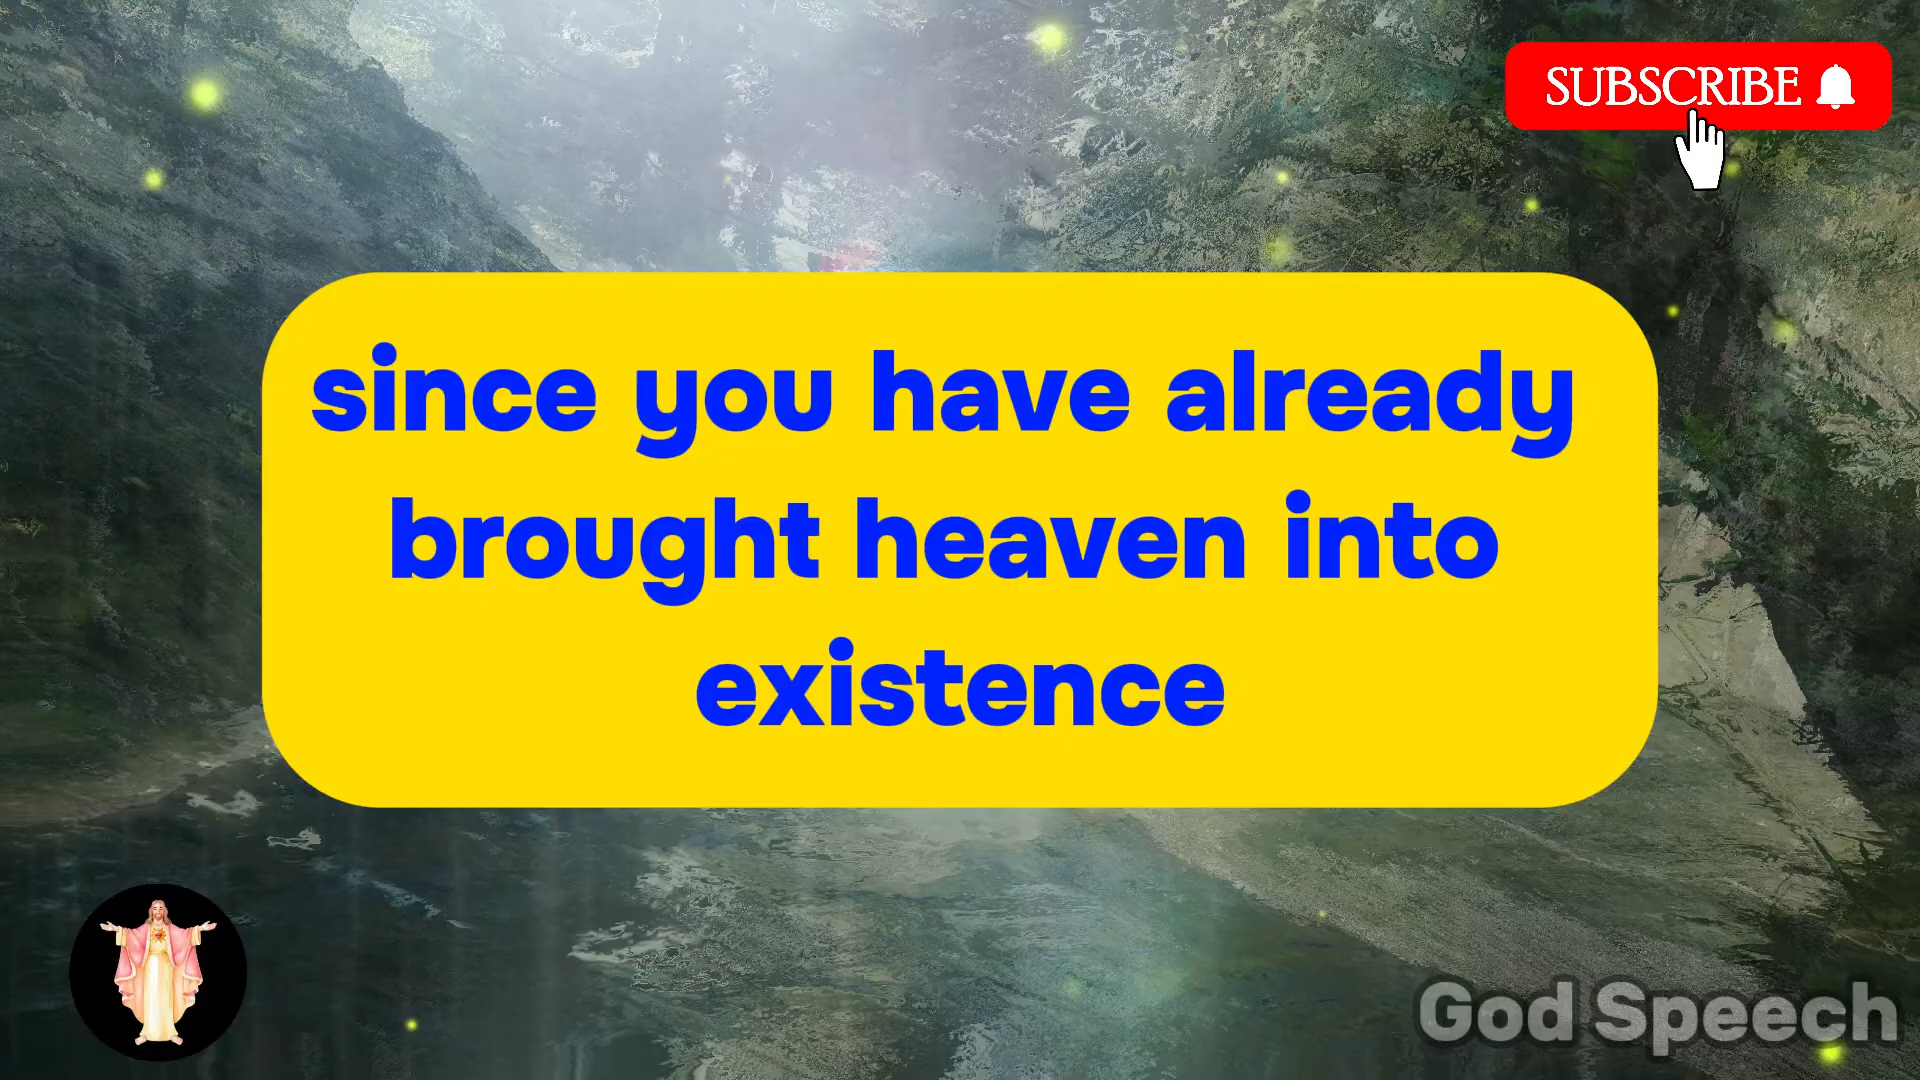 SUBSCRIBE
since you have already
brought heaven into
existence
God Speech